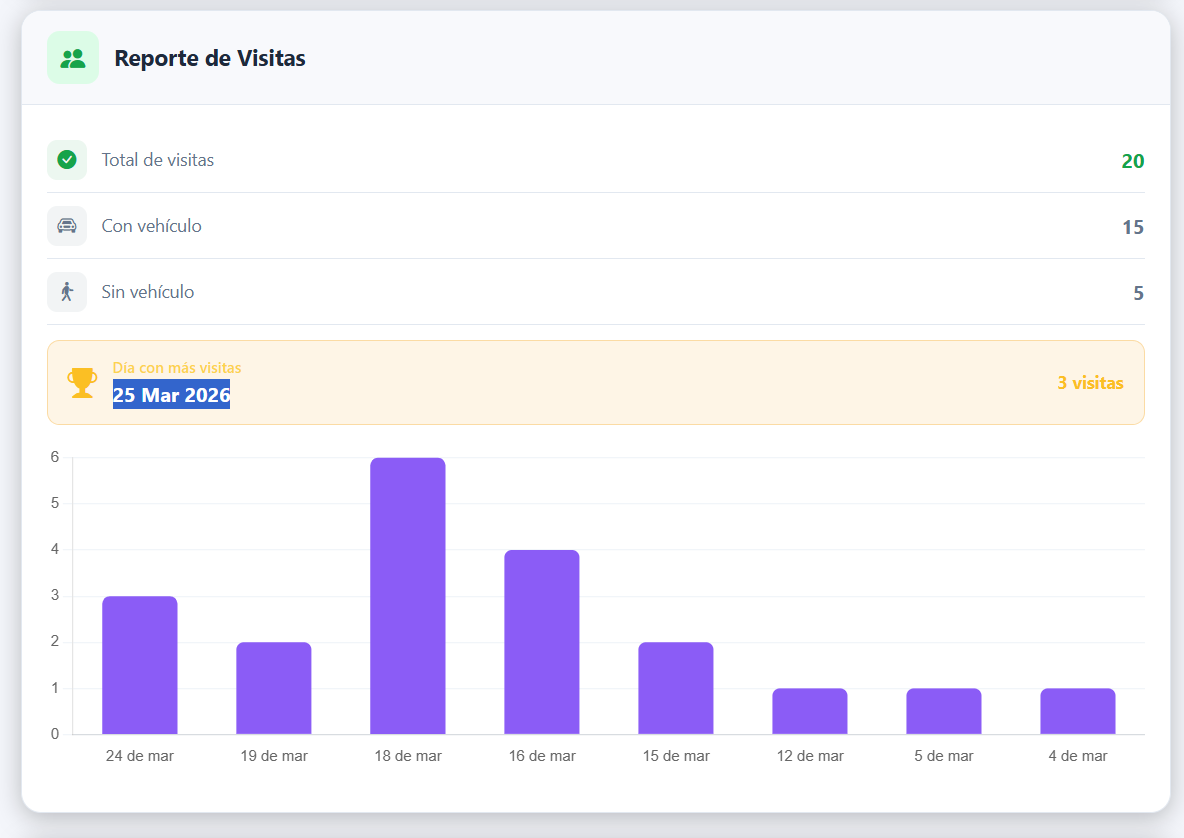 Reporte de Visitas
Total de visitas
20
Con vehículo
15
Sin vehículo
5
Día con más visitas
25 Mar 2026
3 visitas
6
5
4
3
2
1
0
24 de mar
19 de mar
18 de mar
16 de mar
15 de mar
12 de mar
5 de mar
4 de mar